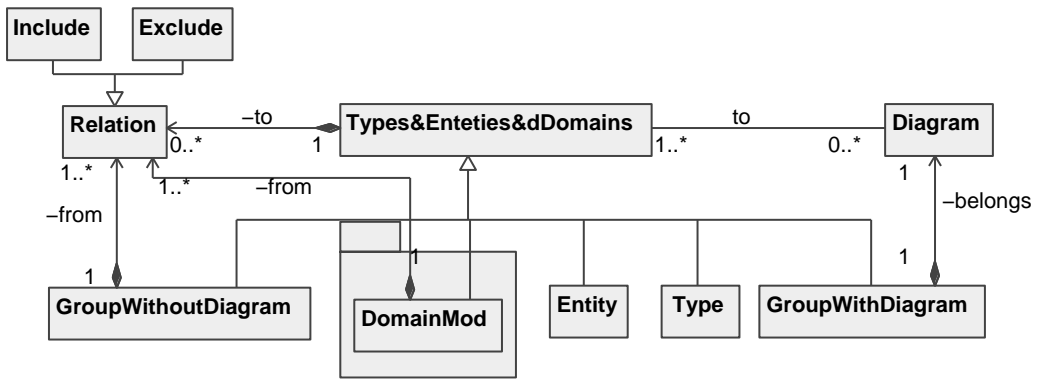 Include
Exclude
Relation
–to
0..*
1
Types&Enteties&dDomains
1..*
to
0..*
Diagram
1..*
1..*
–from
–from
1
–belongs
1
1
1
GroupWithoutDiagram
DomainMod
Entity
Type
GroupWithDiagram